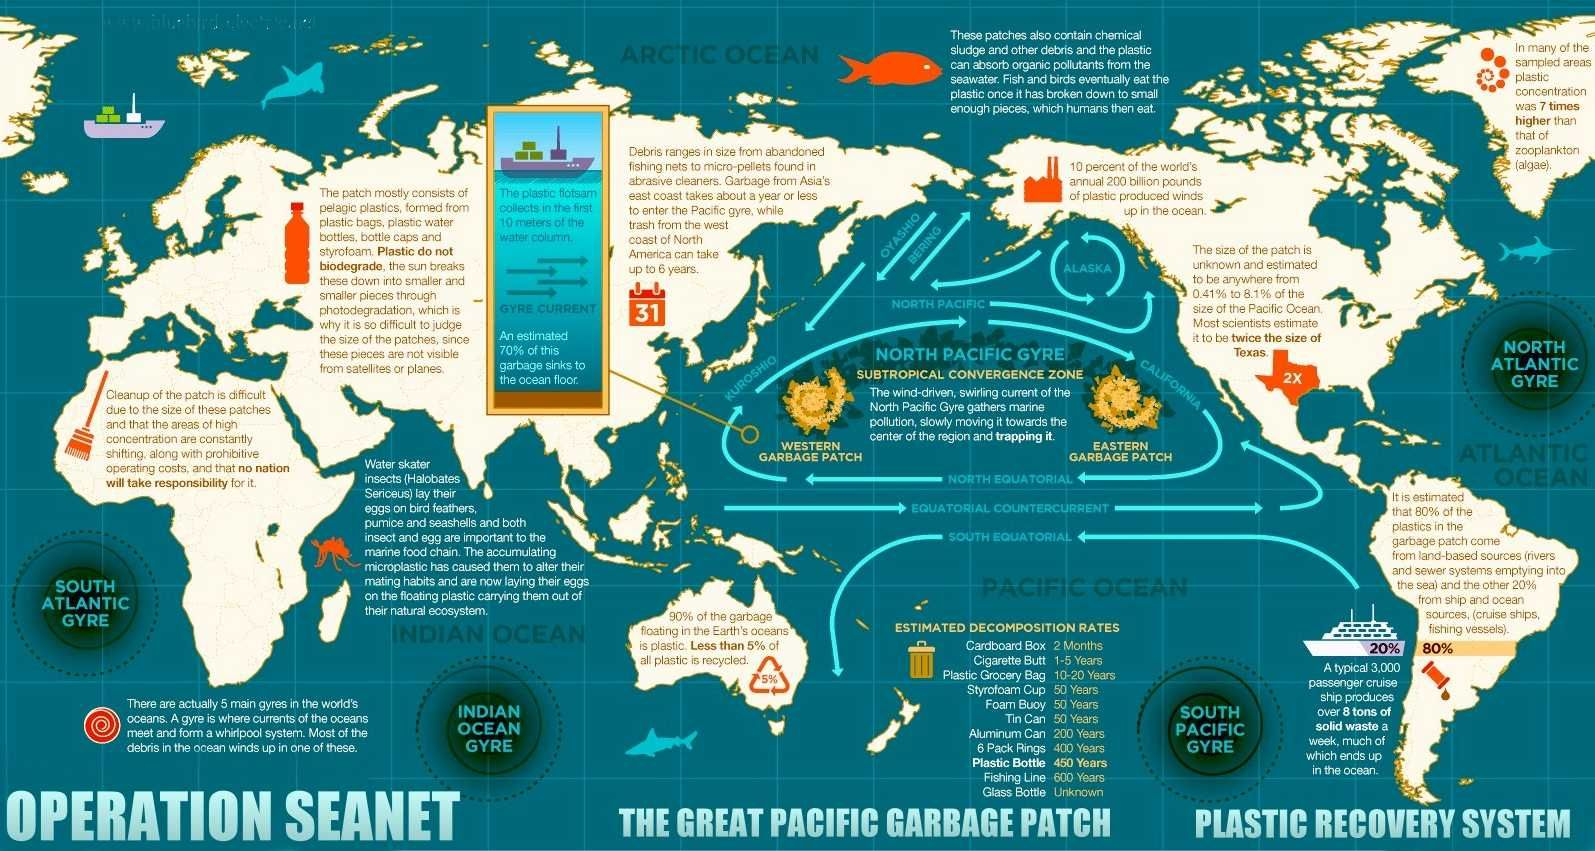 www.bluebird-electric.net
ARCTIC OCEAN
These patches also contain chemical
sludge and other debris and the plastic
can absorb organic pollutants from the
seawater. Fish and birds eventually eat the
plastic once it has broken down to small
enough pieces, which humans then eat.
In many of the
sampled areas
plastic
concentration
was 7 times
higher than
that of
zooplankton
(algae).
The patch mostly consists of
pelagic plastics, formed from
plastic bags, plastic water
bottles, bottle caps and
styrofoam. Plastic do not
biodegrade, the sun breaks
these down into smaller and
smaller pieces through
photodegradation, which is
why it is so difficult to judge
the size of the patches, since
these pieces are not visible
from satellites or planes.
The plastic flotsam
collects in the first
10 meters of the
water column.
GYRE CURRENT
An estimated
70% of this
garbage sinks to
the ocean floor.
Debris ranges in size from abandoned
fishing nets to micro-pellets found in
abrasive cleaners. Garbage from Asia's
east coast takes about a year or less
to enter the Pacific gyre, while
trash from the west
coast of North
America can take
up to 6 years.
31
10 percent of the world's
annual 200 billion pounds
of plastic produced winds
up in the ocean.
The size of the patch is
unknown and estimated
to be anywhere from
0.41% to 8.1% of the
size of the Pacific Ocean.
Most scientists estimate
it to be twice the size of
Texas.
2X
OYASHIO
BERING
ALASKA
NORTH PACIFIC
KUROSHIO
CALIFORNIA
NORTH PACIFIC GYRE
SUBTROPICAL CONVERGENCE ZONE
The wind-driven, swirling current of the
North Pacific Gyre gathers marine
pollution, slowly moving it towards the
center of the region and trapping it.
WESTERN
GARBAGE PATCH
EASTERN
GARBAGE PATCH
NORTH EQUATORIAL
EQUATORIAL COUNTERCURRENT
SOUTH EQUATORIAL
NORTH
ATLANTIC
GYRE
ATLANTIC
OCEAN
Cleanup of the patch is difficult
due to the size of these patches
and that the areas of high
concentration are constantly
shifting, along with prohibitive
operating costs, and that no nation
will take responsibility for it.
Water skater
insects (Halobates
Sericeus) lay their
eggs on bird feathers,
pumice and seashells and both
insect and egg are important to the
marine food chain. The accumulating
microplastic has caused them to alter their
mating habits and are now laying their eggs
on the floating plastic carrying them out of
their natural ecosystem.
SOUTH
ATLANTIC
GYRE
INDIAN OCEAN
PACIFIC OCEAN
90% of the garbage
floating in the Earth's oceans
is plastic. Less than 5% of
all plastic is recycled.
5%
ESTIMATED DECOMPOSITION RATES
Cardboard Box 2 Months
Cigarette Butt 1-5 Years
Plastic Grocery Bag 10-20 Years
Styrofoam Cup 50 Years
Foam Buoy 50 Years
Tin Can 50 Years
Aluminum Can 200 Years
6 Pack Rings 400 Years
Plastic Bottle 450 Years
Fishing Line 600 Years
Glass Bottle Unknown
It is estimated
that 80% of the
plastics in the
garbage patch come
from land-based sources (rivers
and sewer systems emptying into
the sea) and the other 20%
from ship and ocean
sources, (cruise ships,
fishing vessels).
20% 80%
A typical 3,000
passenger cruise
ship produces
over 8 tons of
solid waste a
week, much of
which ends up
in the ocean.
There are actually 5 main gyres in the world's
oceans. A gyre is where currents of the oceans
meet and form a whirlpool system. Most of the
debris in the ocean winds up in one of these.
INDIAN
OCEAN
GYRE
SOUTH
PACIFIC
GYRE
OPERATION SEANET
THE GREAT PACIFIC GARBAGE PATCH
PLASTIC RECOVERY SYSTEM